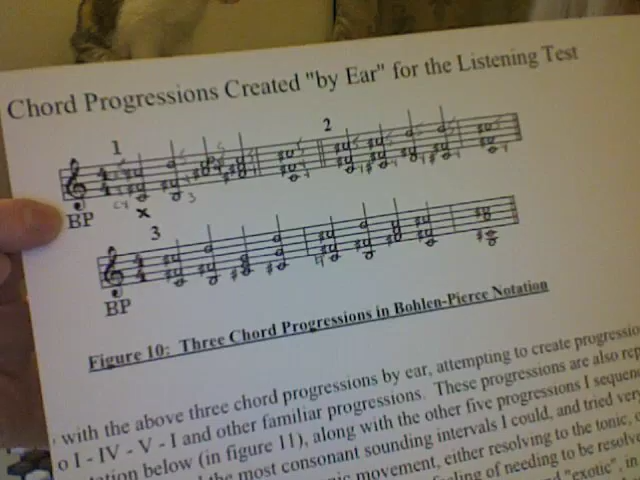 Chord Progressions Created "by Ear" for the Listening Test
1
2
BP
x
3
BP
Figure 10: Three Chord Progressions in Bohlen-Pierce Notation
with the above three chord progressions by ear, attempting to create progressio
o I - IV - V - I and other familiar progressions. These progressions are also rep
tation below (in figure 11), along with the other five progressions I sequen
the most consonant sounding intervals I could, and tried very
movement, either resolving to the tonic, o
feeling of needing to be resolve
and "exotic", in